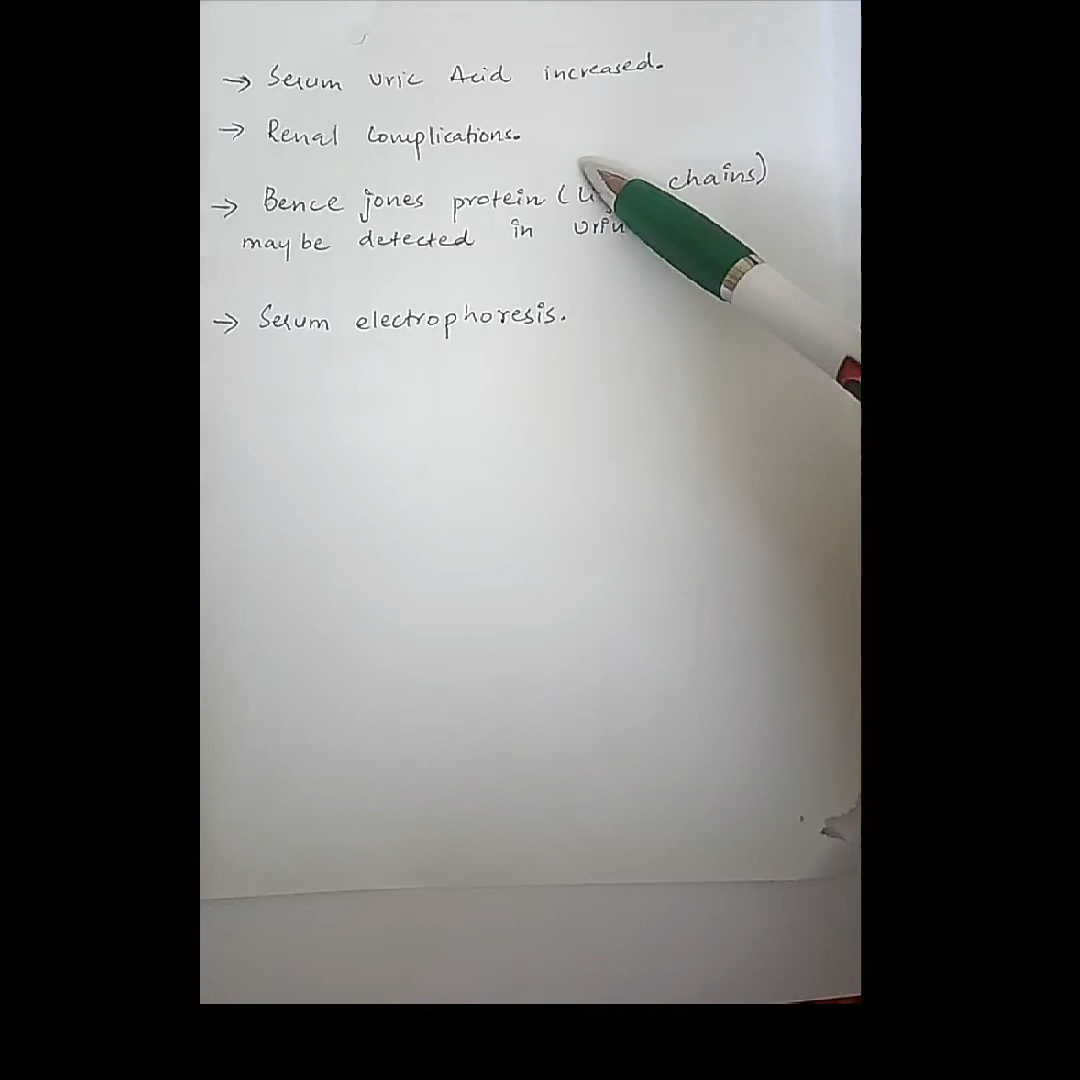 → Serum Uric Acid increased.
→ Renal Complications.
→ Bence jones protein ( chains)
may be detected in
→ Serum electrophoresis.